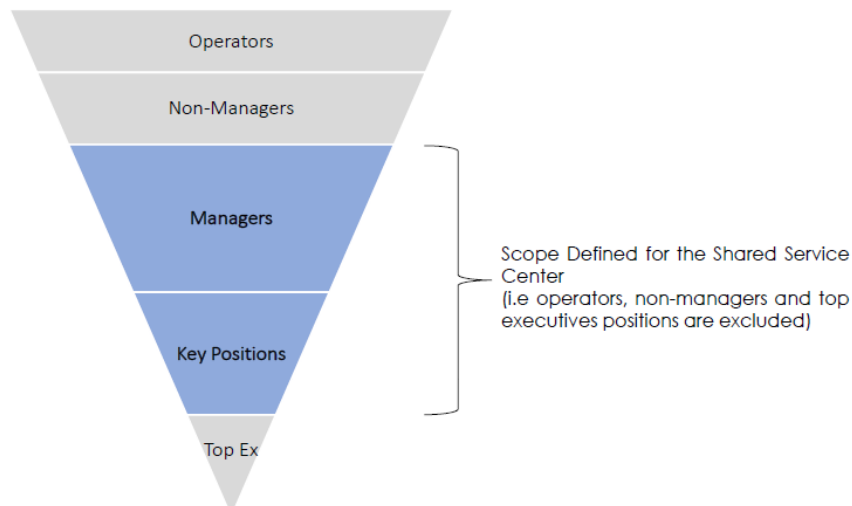 Operators
Non-Managers
Managers
Key Positions
Top Ex
Scope Defined for the Shared Service
Center
(i.e operators, non-managers and top
executives positions are excluded)